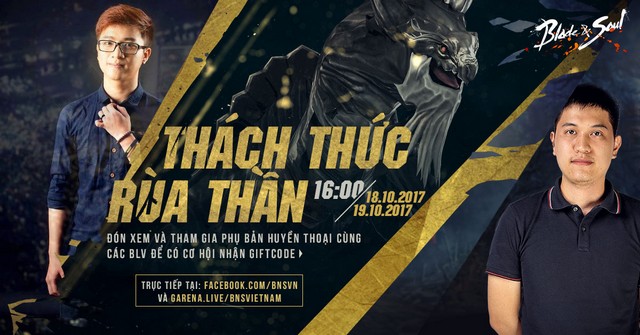 Blade & Soul
THÁCH THỨC
RÙA THẦN
16:00
18.10.2017
19.10.2017
ĐÓN XEM VÀ THAM GIA PHỤ BẢN HUYỀN THOẠI CÙNG
CÁC BLV ĐỂ CÓ CƠ HỘI NHẬN GIFTCODE
TRỰC TIẾP TẠI: FACEBOOK.COM/BNSVN
VÀ GARENA.LIVE/BNSVIETNAM